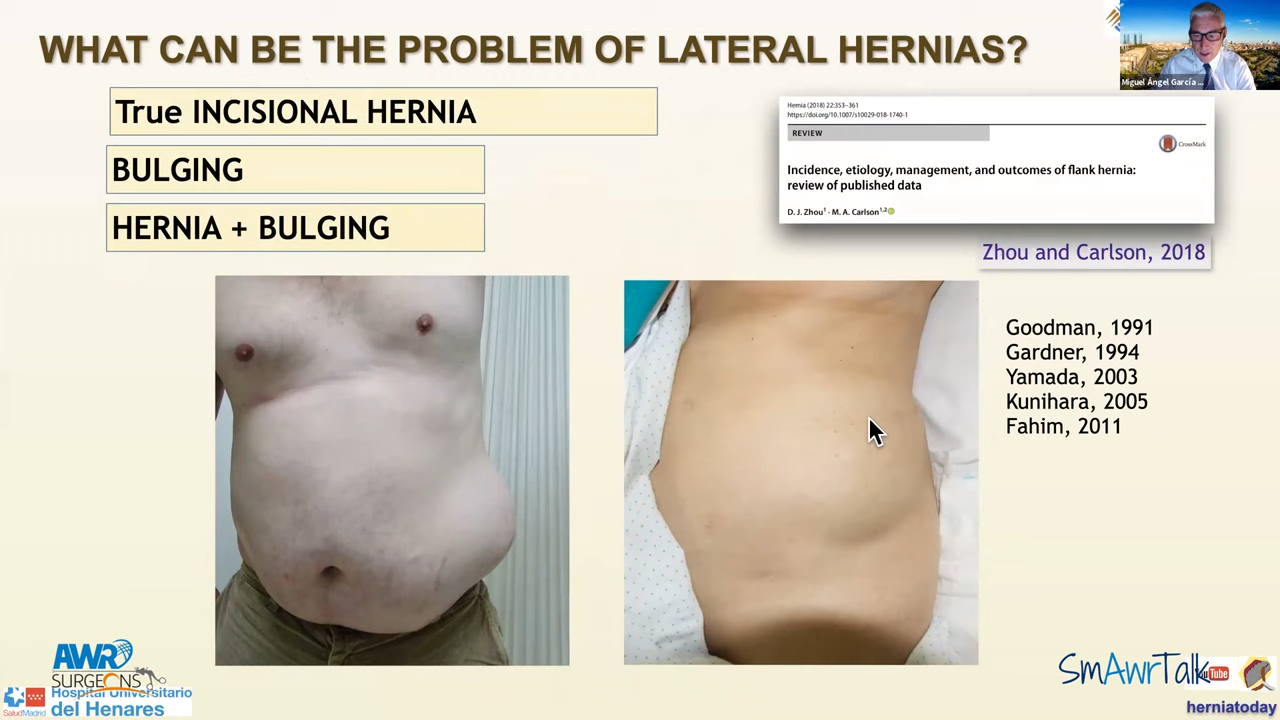 WHAT CAN BE THE PROBLEM OF LATERAL HERNIAS?
Miguel Ángel García ...
True INCISIONAL HERNIA
BULGING
HERNIA + BULGING
Hernia (2018) 22:353–361
https://doi.org/10.1007/s10029-018-1740-1
REVIEW
CrossMark
Incidence, etiology, management, and outcomes of flank hernia:
review of published data
D. J. Zhou¹ · M. A. Carlson¹,²
Zhou and Carlson, 2018
Goodman, 1991
Gardner, 1994
Yamada, 2003
Kunihara, 2005
Fahim, 2011
AWR
SURGEONS
Hospital Universitario
del Henares
SaludMadrid
SmAwrTalk
Tube
herniatoday